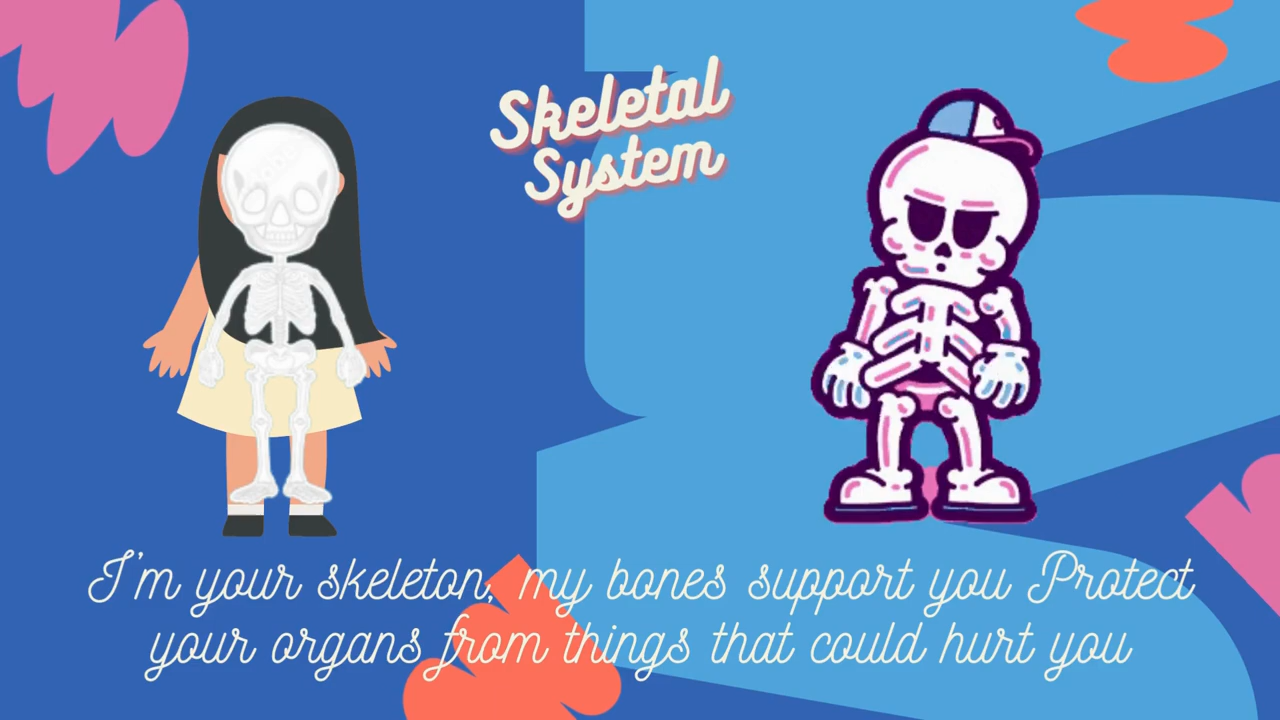 Skeletal
System
I'm your skeleton, my bones support you Protect
your organs from things that could hurt you